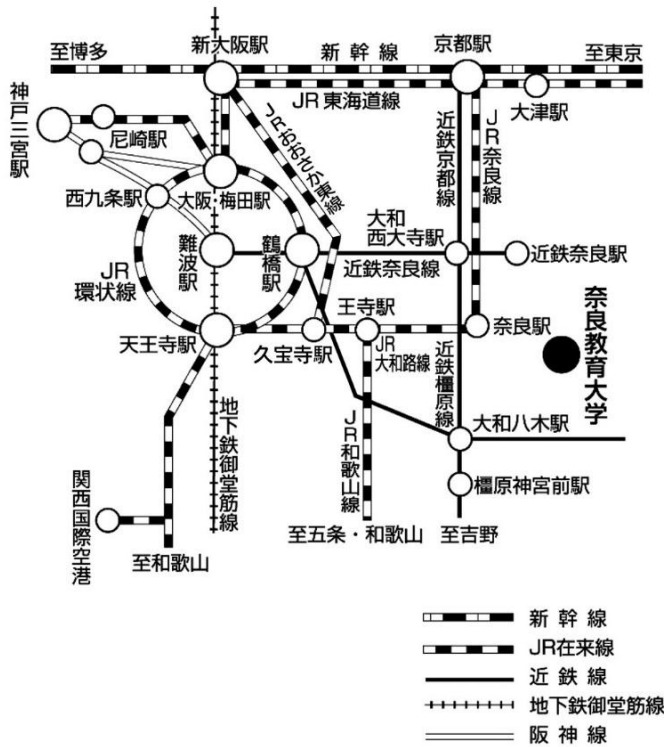 至博多
新大阪駅
新幹線
京都駅
至東京
神戸三宮駅
尼崎駅
JR東海道線
大津駅
JRおおさか東線
近鉄京都線
JR奈良線
西九条駅
大阪・梅田駅
大和
西大寺駅
難波駅
鶴橋駅
近鉄奈良線
近鉄奈良駅
JR
環状線
王寺駅
奈良駅
奈良教育大学
天王寺駅
久宝寺駅
JR
大和路線
近鉄橿原線
地下鉄御堂筋線
JR和歌山線
大和八木駅
関西国際空港
橿原神宮前駅
至和歌山
至五条・和歌山
至吉野
新幹線
JR在来線
近鉄線
地下鉄御堂筋線
阪神線